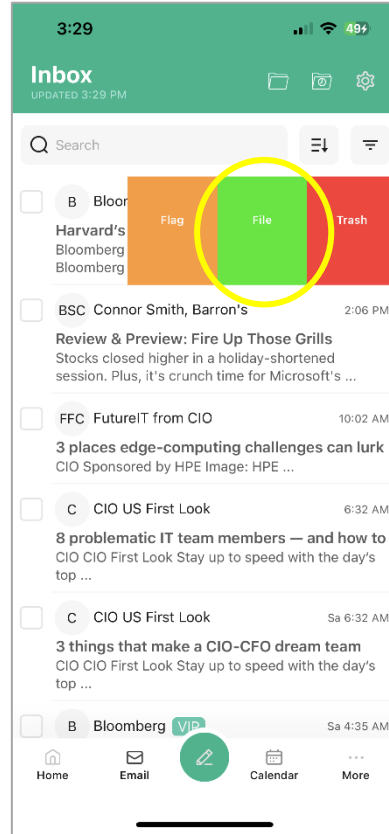 3:29
49
Inbox
UPDATED 3:29 PM
Search
B Bloor
Flag
File
Trash
Harvard's
Bloomberg
Bloomberg
BSC Connor Smith, Barron's 2:06 PM
Review & Preview: Fire Up Those Grills
Stocks closed higher in a holiday-shortened
session. Plus, it's crunch time for Microsoft's ...
FFC FutureIT from CIO 10:02 AM
3 places edge-computing challenges can lurk
CIO Sponsored by HPE Image: HPE ...
C CIO US First Look 6:32 AM
8 problematic IT team members — and how to
CIO CIO First Look Stay up to speed with the day's
top ...
C CIO US First Look Sa 6:32 AM
3 things that make a CIO-CFO dream team
CIO CIO First Look Stay up to speed with the day's
top ...
B Bloomberg VIP Sa 4:35 AM
Home
Email
Calendar
More